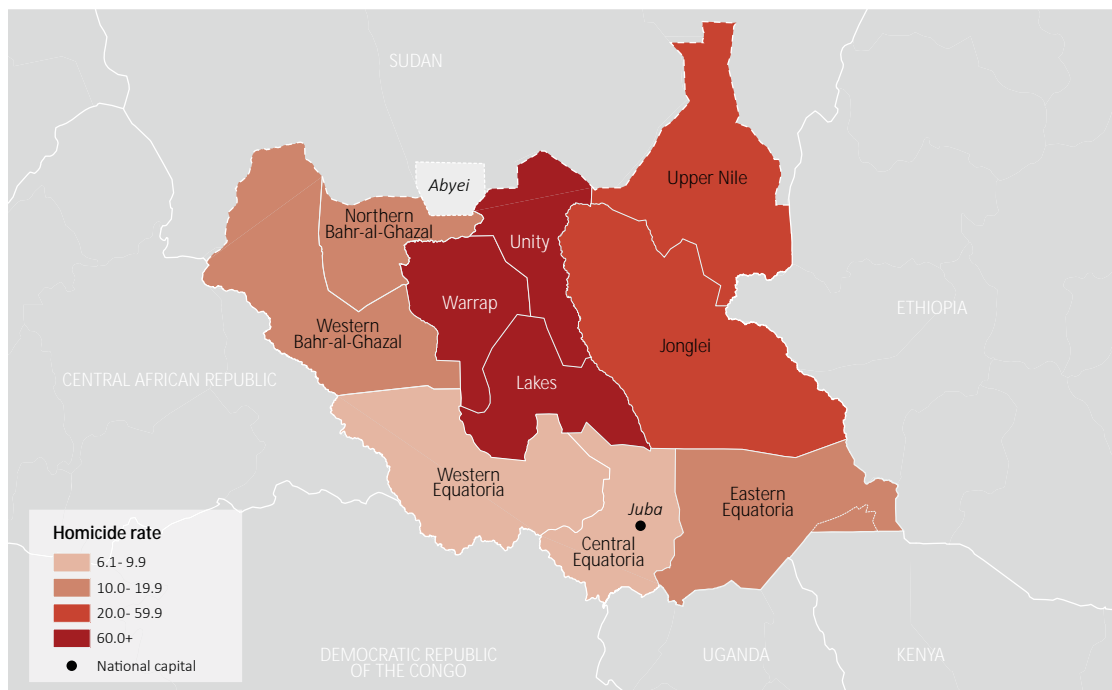 SUDAN
Abyei
Upper Nile
Northern
Bahr-al-Ghazal
Unity
Warrap
ETHIOPIA
Western
Bahr-al-Ghazal
Jonglei
CENTRAL AFRICAN REPUBLIC
Lakes
Western
Equatoria
Eastern
Equatoria
Juba
Central
Equatoria
Homicide rate
6.1- 9.9
10.0- 19.9
20.0- 59.9
60.0+
National capital
DEMOCRATIC REPUBLIC
OF THE CONGO
UGANDA
KENYA